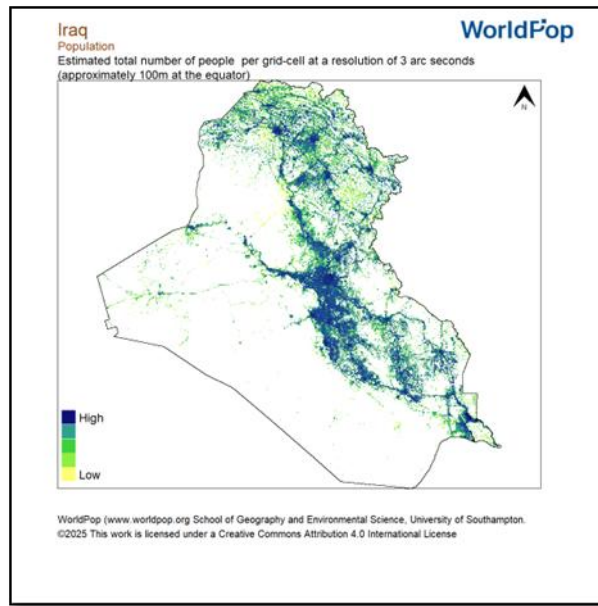 Iraq
WorldPop
Population
Estimated total number of people per grid-cell at a resolution of 3 arc seconds
(approximately 100m at the equator)
N
High
Low
WorldPop (www.worldpop.org School of Geography and Environmental Science, University of Southampton.
©2025 This work is licensed under a Creative Commons Attribution 4.0 International License